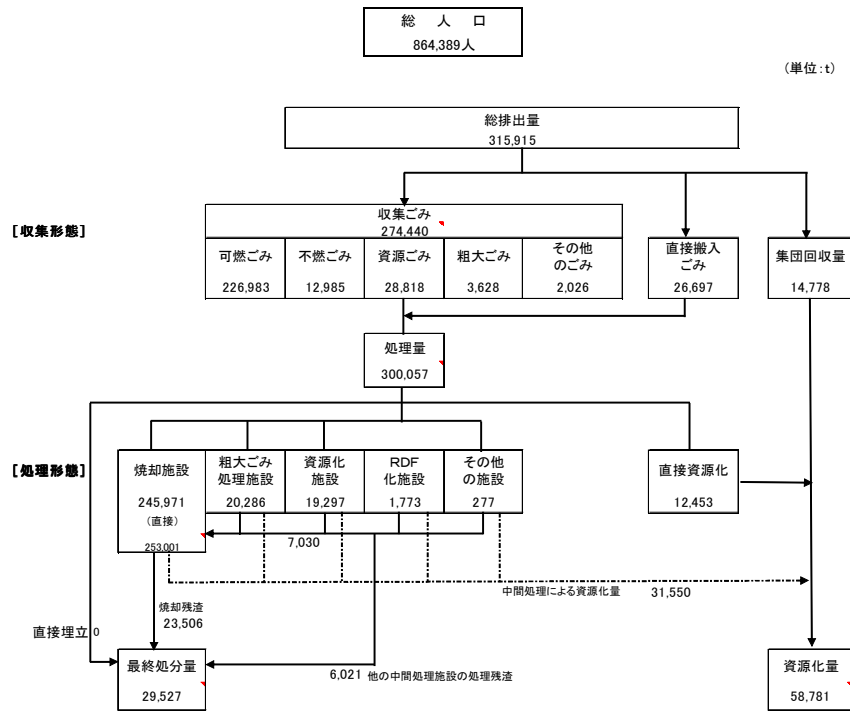 総 人 口
864,389人
(単位:t)
総排出量
315,915
[収集形態]
収集ごみ
274,440
可燃ごみ
226,983
不燃ごみ
12,985
資源ごみ
28,818
粗大ごみ
3,628
その他
のごみ
2,026
直接搬入
ごみ
26,697
集団回収量
14,778
処理量
300,057
[処理形態]
焼却施設
245,971
(直接)
253,001
粗大ごみ
処理施設
20,286
資源化
施設
19,297
RDF
化施設
1,773
その他
の施設
277
直接資源化
12,453
7,030
中間処理による資源化量 31,550
焼却残渣
23,506
直接埋立 0
最終処分量
29,527
6,021 他の中間処理施設の処理残渣
資源化量
58,781